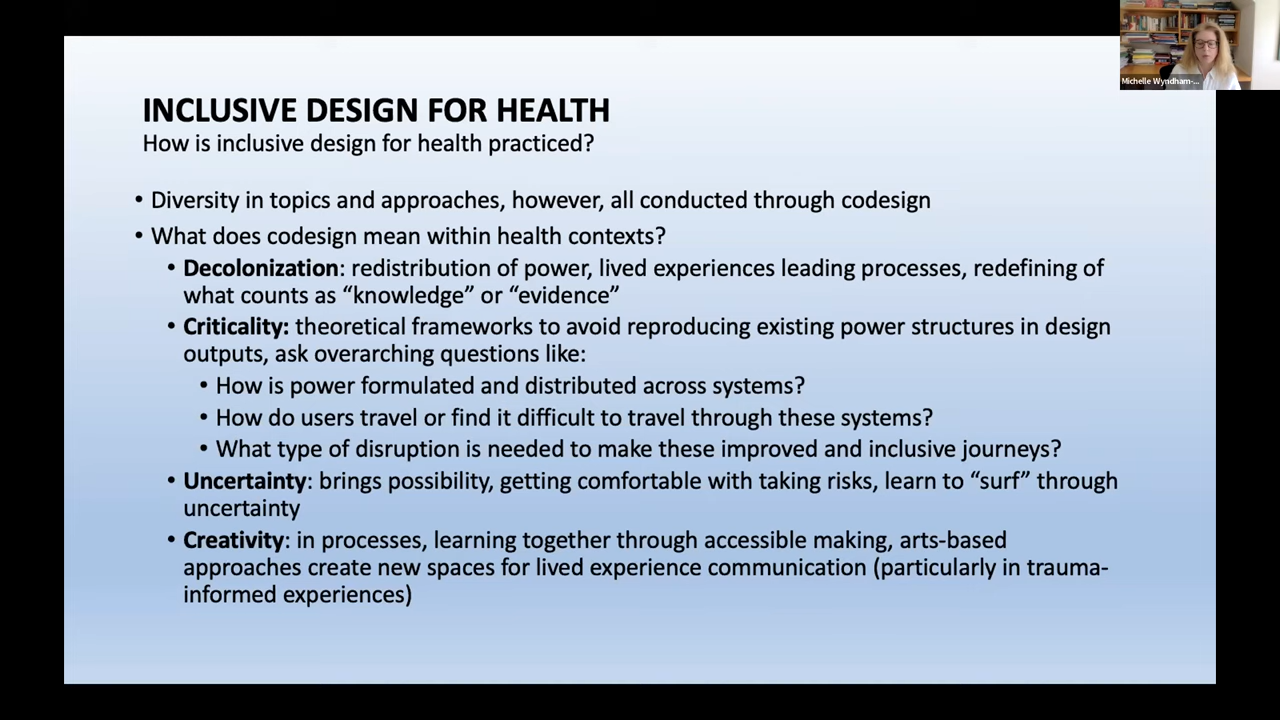 INCLUSIVE DESIGN FOR HEALTH
How is inclusive design for health practiced?
• Diversity in topics and approaches, however, all conducted through codesign
• What does codesign mean within health contexts?
• Decolonization: redistribution of power, lived experiences leading processes, redefining of
what counts as “knowledge” or “evidence”
• Criticality: theoretical frameworks to avoid reproducing existing power structures in design
outputs, ask overarching questions like:
• How is power formulated and distributed across systems?
• How do users travel or find it difficult to travel through these systems?
• What type of disruption is needed to make these improved and inclusive journeys?
• Uncertainty: brings possibility, getting comfortable with taking risks, learn to “surf” through
uncertainty
• Creativity: in processes, learning together through accessible making, arts-based
approaches create new spaces for lived experience communication (particularly in trauma-
informed experiences)
Michelle Wyndham-...